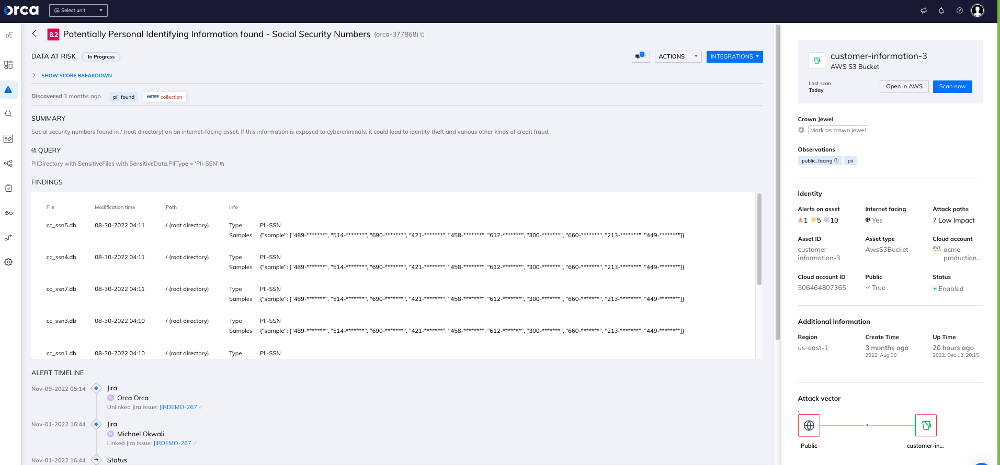 orca
Select unit
8.2 Potentially Personal Identifying Information found - Social Security Numbers (orca-377868)
DATA AT RISK In Progress
1 ACTIONS INTEGRATIONS
SHOW SCORE BREAKDOWN
Discovered 3 months ago pii_found MITRE collection
SUMMARY
Social security numbers found in / (root directory) on an internet-facing asset. If this information is exposed to cybercriminals, it could lead to identity theft and various other kinds of credit fraud.
QUERY
PIIDirectory with SensitiveFiles with SensitiveData.PIIType = 'PII-SSN'
FINDINGS
File Modification time Path Info
cc_ssn5.db 08-30-2022 04:11 / (root directory) Type PII-SSN
Samples {"sample": ["489-*******", "514-*******", "690-*******", "421-*******", "458-*******", "612-*******", "300-*******", "660-*******", "213-*******", "449-*******"]}
cc_ssn4.db 08-30-2022 04:11 / (root directory) Type PII-SSN
Samples {"sample": ["489-*******", "514-*******", "690-*******", "421-*******", "458-*******", "612-*******", "300-*******", "660-*******", "213-*******", "449-*******"]}
cc_ssn7.db 08-30-2022 04:11 / (root directory) Type PII-SSN
Samples {"sample": ["489-*******", "514-*******", "690-*******", "421-*******", "458-*******", "612-*******", "300-*******", "660-*******", "213-*******", "449-*******"]}
cc_ssn3.db 08-30-2022 04:10 / (root directory) Type PII-SSN
Samples {"sample": ["489-*******", "514-*******", "690-*******", "421-*******", "458-*******", "612-*******", "300-*******", "660-*******", "213-*******", "449-*******"]}
cc_ssn1.db 08-30-2022 04:10 / (root directory) Type PII-SSN
ALERT TIMELINE
Nov-09-2022 05:14 Jira
O Orca Orca
Unlinked Jira issue: JIRDEMO-267
Nov-01-2022 16:44 Jira
M Michael Okwali
Linked Jira issue: JIRDEMO-267
Nov-01-2022 16:44 Status
customer-information-3
AWS S3 Bucket
Last scan
Today
Open in AWS
Scan now
Crown Jewel
Mark as crown jewel
Observations
public_facing pii
Identity
Alerts on asset Internet facing Attack paths
1 5 10 Yes 7 Low Impact
Asset ID Asset type Cloud account
customer- AwsS3Bucket aws acme-
information-3 production...
Cloud account ID Public Status
506464807365 True Enabled
Additional Information
Region Create Time Up Time
us-east-1 3 months ago 20 hours ago
2022, Aug 30 2022, Dec 12, 20:15
Attack vector
Public customer-in...